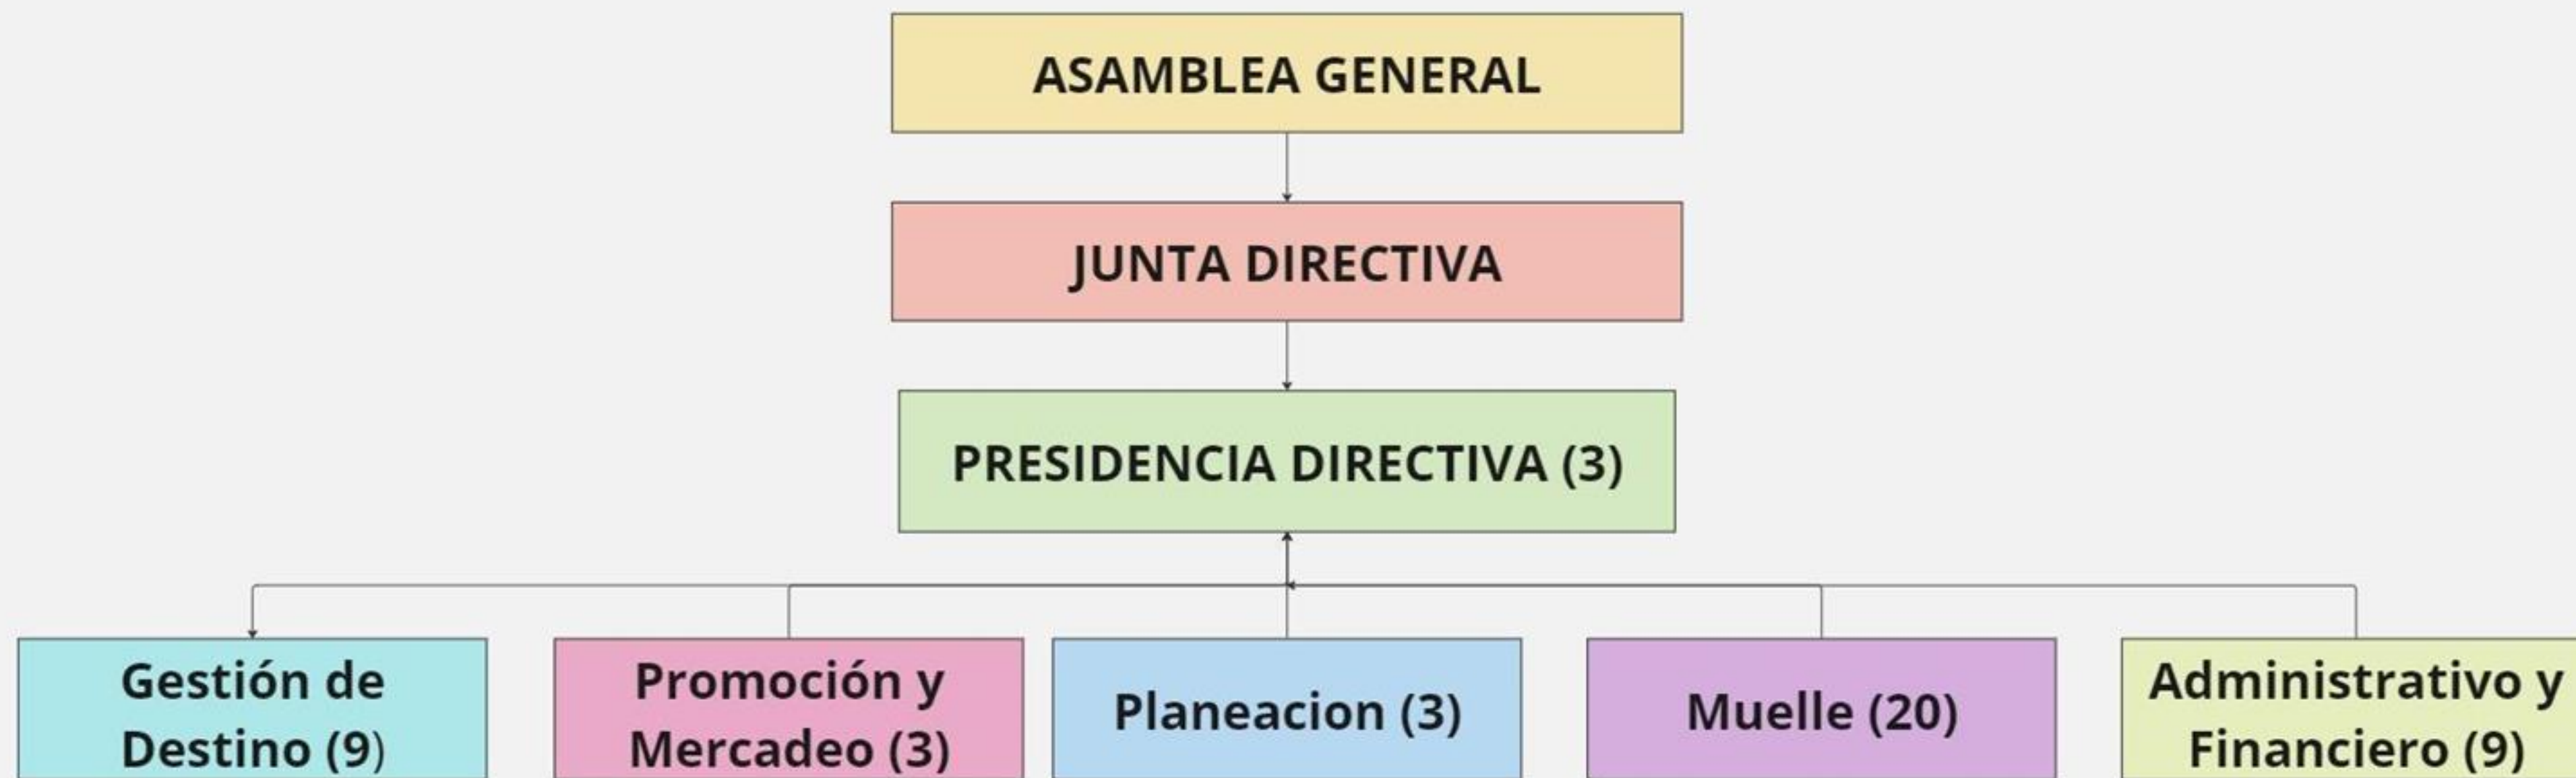 ASAMBLEA GENERAL
JUNTA DIRECTIVA
PRESIDENCIA DIRECTIVA (3)
Gestión de
Destino (9)
Promoción y
Mercadeo (3)
Planeacion (3)
Muelle (20)
Administrativo y
Financiero (9)